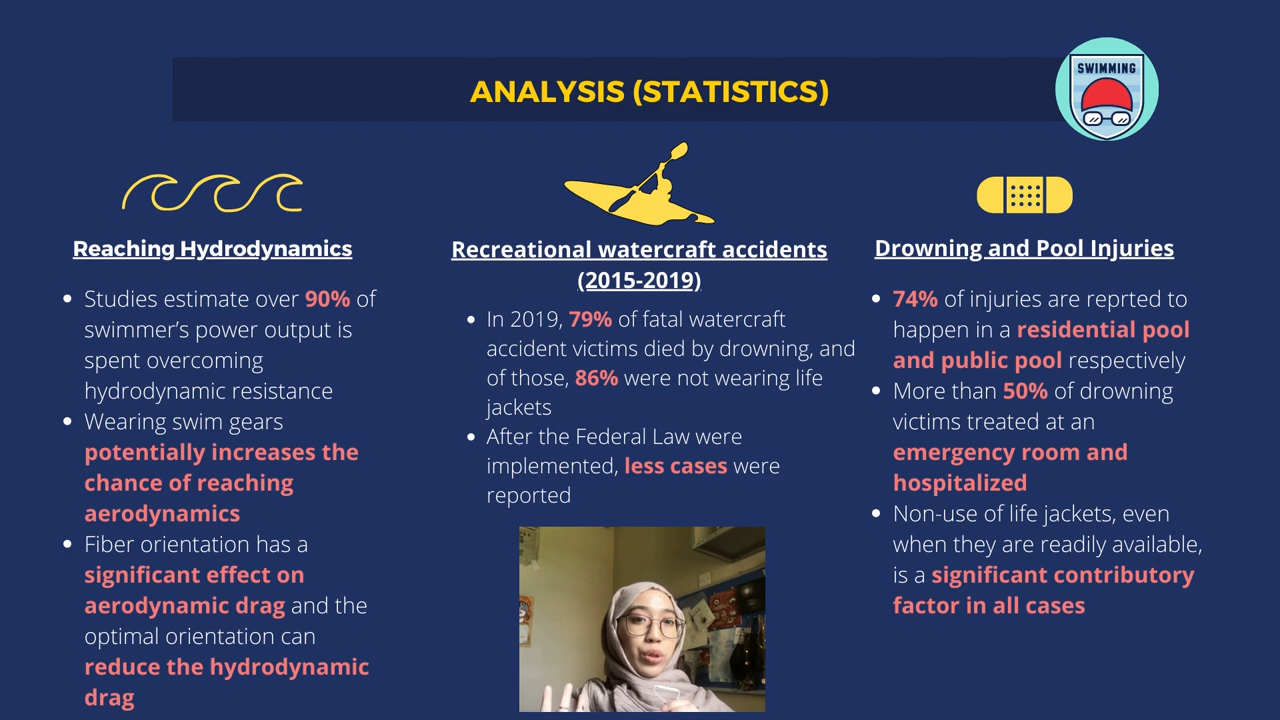 ANALYSIS (STATISTICS)
SWIMMING
Reaching Hydrodynamics
Studies estimate over 90% of
swimmer's power output is
spent overcoming
hydrodynamic resistance
Wearing swim gears
potentially increases the
chance of reaching
aerodynamics
Fiber orientation has a
significant effect on
aerodynamic drag and the
optimal orientation can
reduce the hydrodynamic
drag
Recreational watercraft accidents
(2015-2019)
In 2019, 79% of fatal watercraft
accident victims died by drowning, and
of those, 86% were not wearing life
jackets
After the Federal Law were
implemented, less cases were
reported
Drowning and Pool Injuries
74% of injuries are reprted to
happen in a residential pool
and public pool respectively
More than 50% of drowning
victims treated at an
emergency room and
hospitalized
Non-use of life jackets, even
when they are readily available,
is a significant contributory
factor in all cases